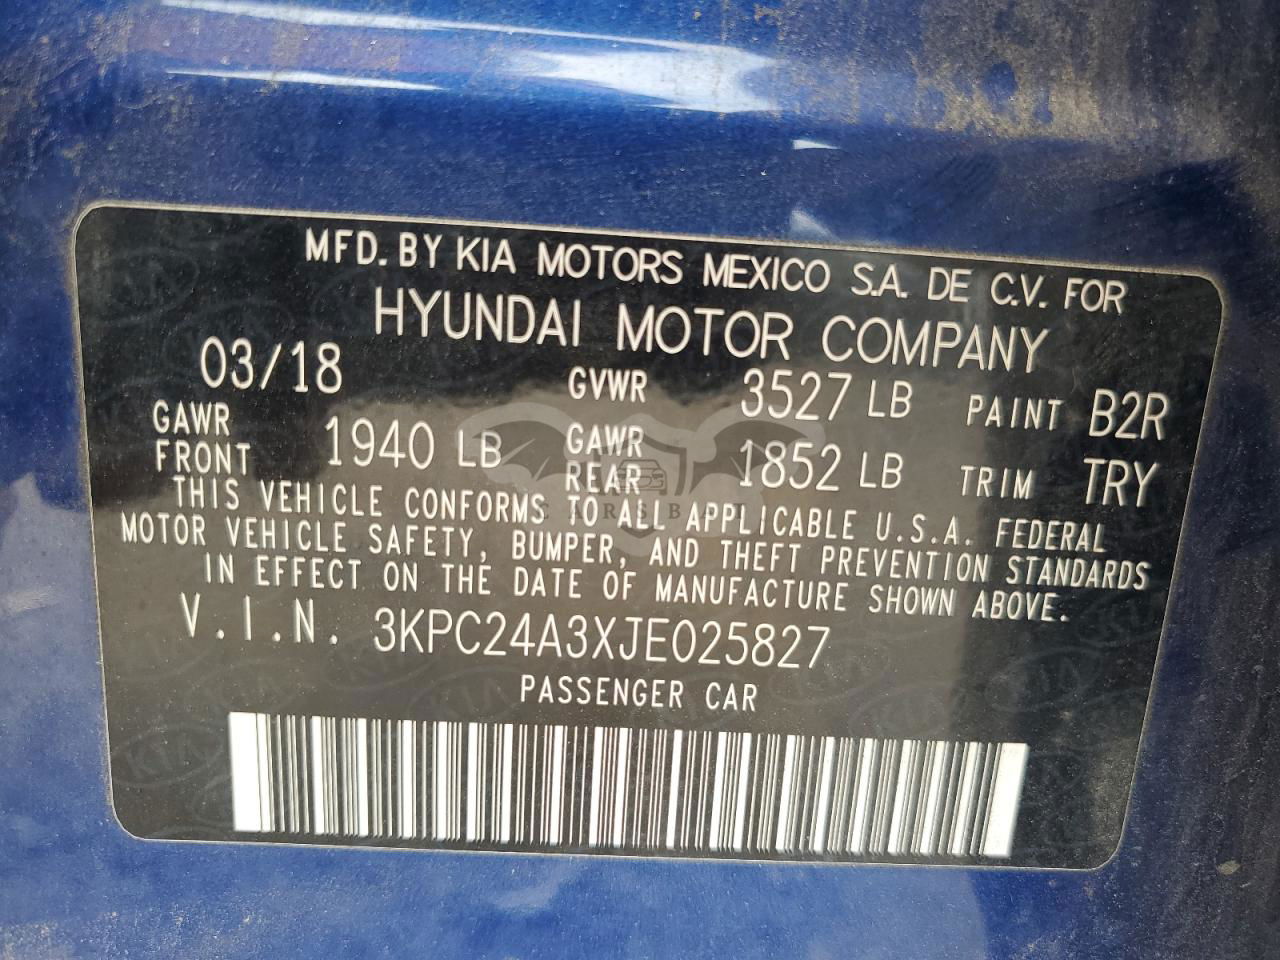 MFD. BY KIA MOTORS MEXICO S.A. DE C.V. FOR
HYUNDAI MOTOR COMPANY
03/18 GVWR 3527 LB PAINT B2R
GAWR FRONT 1940 LB GAWR REAR 1852 LB TRIM TRY
THIS VEHICLE CONFORMS TO ALL APPLICABLE U.S.A. FEDERAL
MOTOR VEHICLE SAFETY, BUMPER, AND THEFT PREVENTION STANDARDS
IN EFFECT ON THE DATE OF MANUFACTURE SHOWN ABOVE.
V.I.N. 3KPC24A3XJE025827
PASSENGER CAR